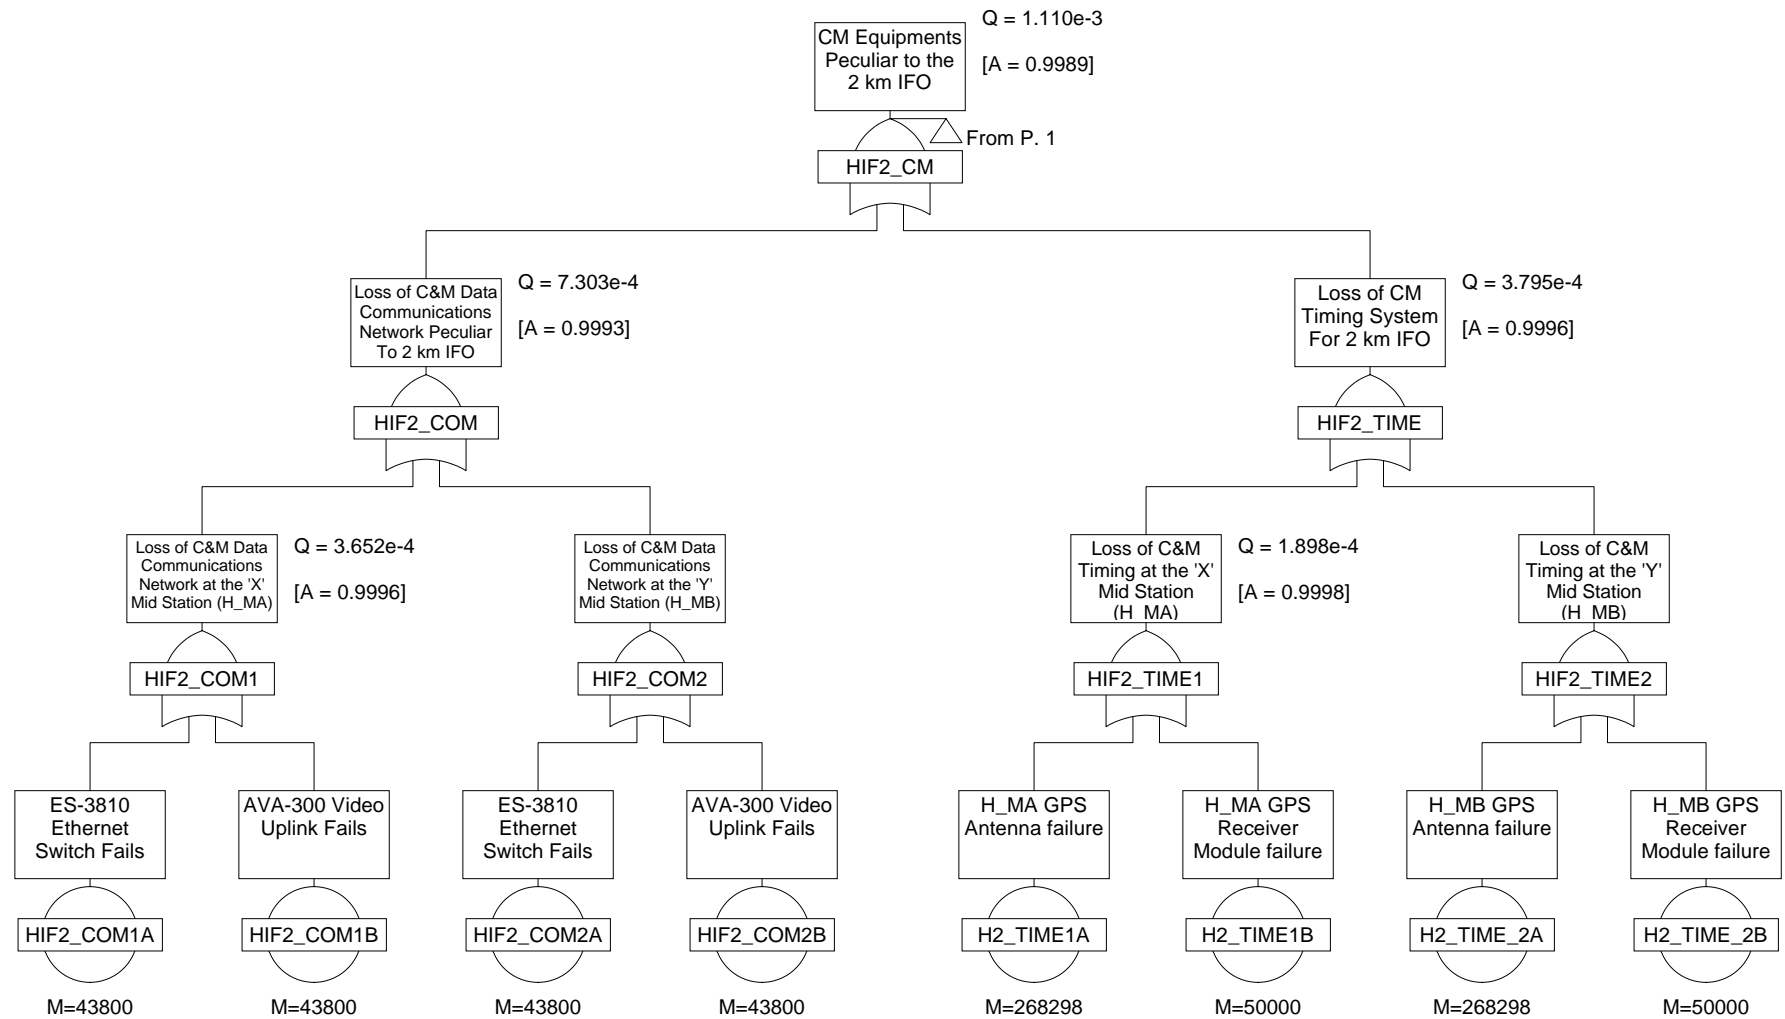 Q = 1.110e-3
CM Equipments
Peculiar to the
2 km IFO
[A = 0.9989]
From P. 1
HIF2_CM
Loss of C&M Data
Communications
Network Peculiar
To 2 km IFO
Q = 7.303e-4
[A = 0.9993]
HIF2_COM
Loss of CM
Timing System
For 2 km IFO
Q = 3.795e-4
[A = 0.9996]
HIF2_TIME
Loss of C&M Data
Communications
Network at the 'X'
Mid Station (H_MA)
Q = 3.652e-4
[A = 0.9996]
HIF2_COM1
Loss of C&M Data
Communications
Network at the 'Y'
Mid Station (H_MB)
HIF2_COM2
Loss of C&M
Timing at the 'X'
Mid Station
(H_MA)
Q = 1.898e-4
[A = 0.9998]
HIF2_TIME1
Loss of C&M
Timing at the 'Y'
Mid Station
(H_MB)
HIF2_TIME2
ES-3810
Ethernet
Switch Fails
HIF2_COM1A
M=43800
AVA-300 Video
Uplink Fails
HIF2_COM1B
M=43800
ES-3810
Ethernet
Switch Fails
HIF2_COM2A
M=43800
AVA-300 Video
Uplink Fails
HIF2_COM2B
M=43800
H_MA GPS
Antenna failure
H2_TIME1A
M=268298
H_MA GPS
Receiver
Module failure
H2_TIME1B
M=50000
H_MB GPS
Antenna failure
H2_TIME_2A
M=268298
H_MB GPS
Receiver
Module failure
H2_TIME_2B
M=50000